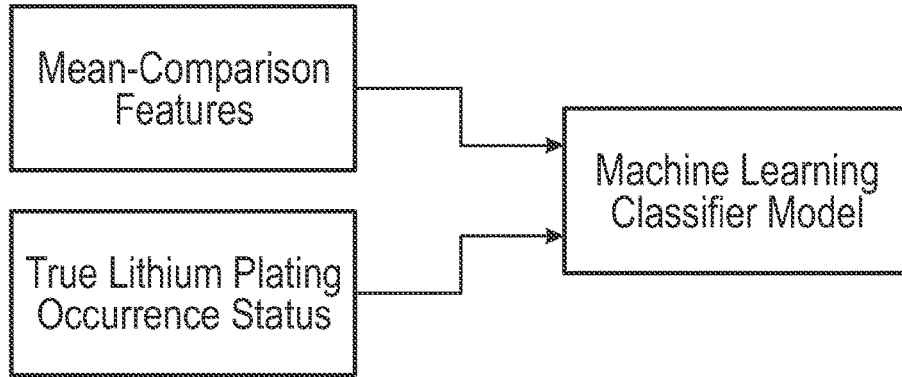 Mean-Comparison
Features
True Lithium Plating
Occurrence Status
Machine Learning
Classifier Model